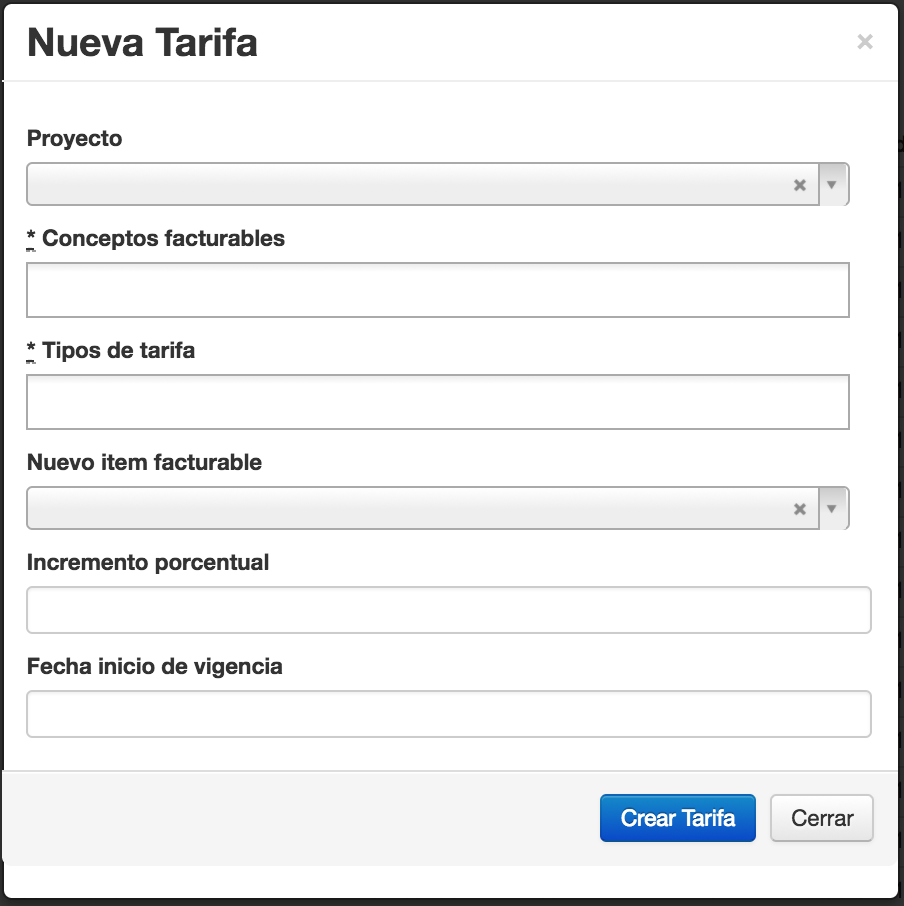 Nueva Tarifa
×
Proyecto
* Conceptos facturables
* Tipos de tarifa
Nuevo item facturable
Incremento porcentual
Fecha inicio de vigencia
Crear Tarifa
Cerrar